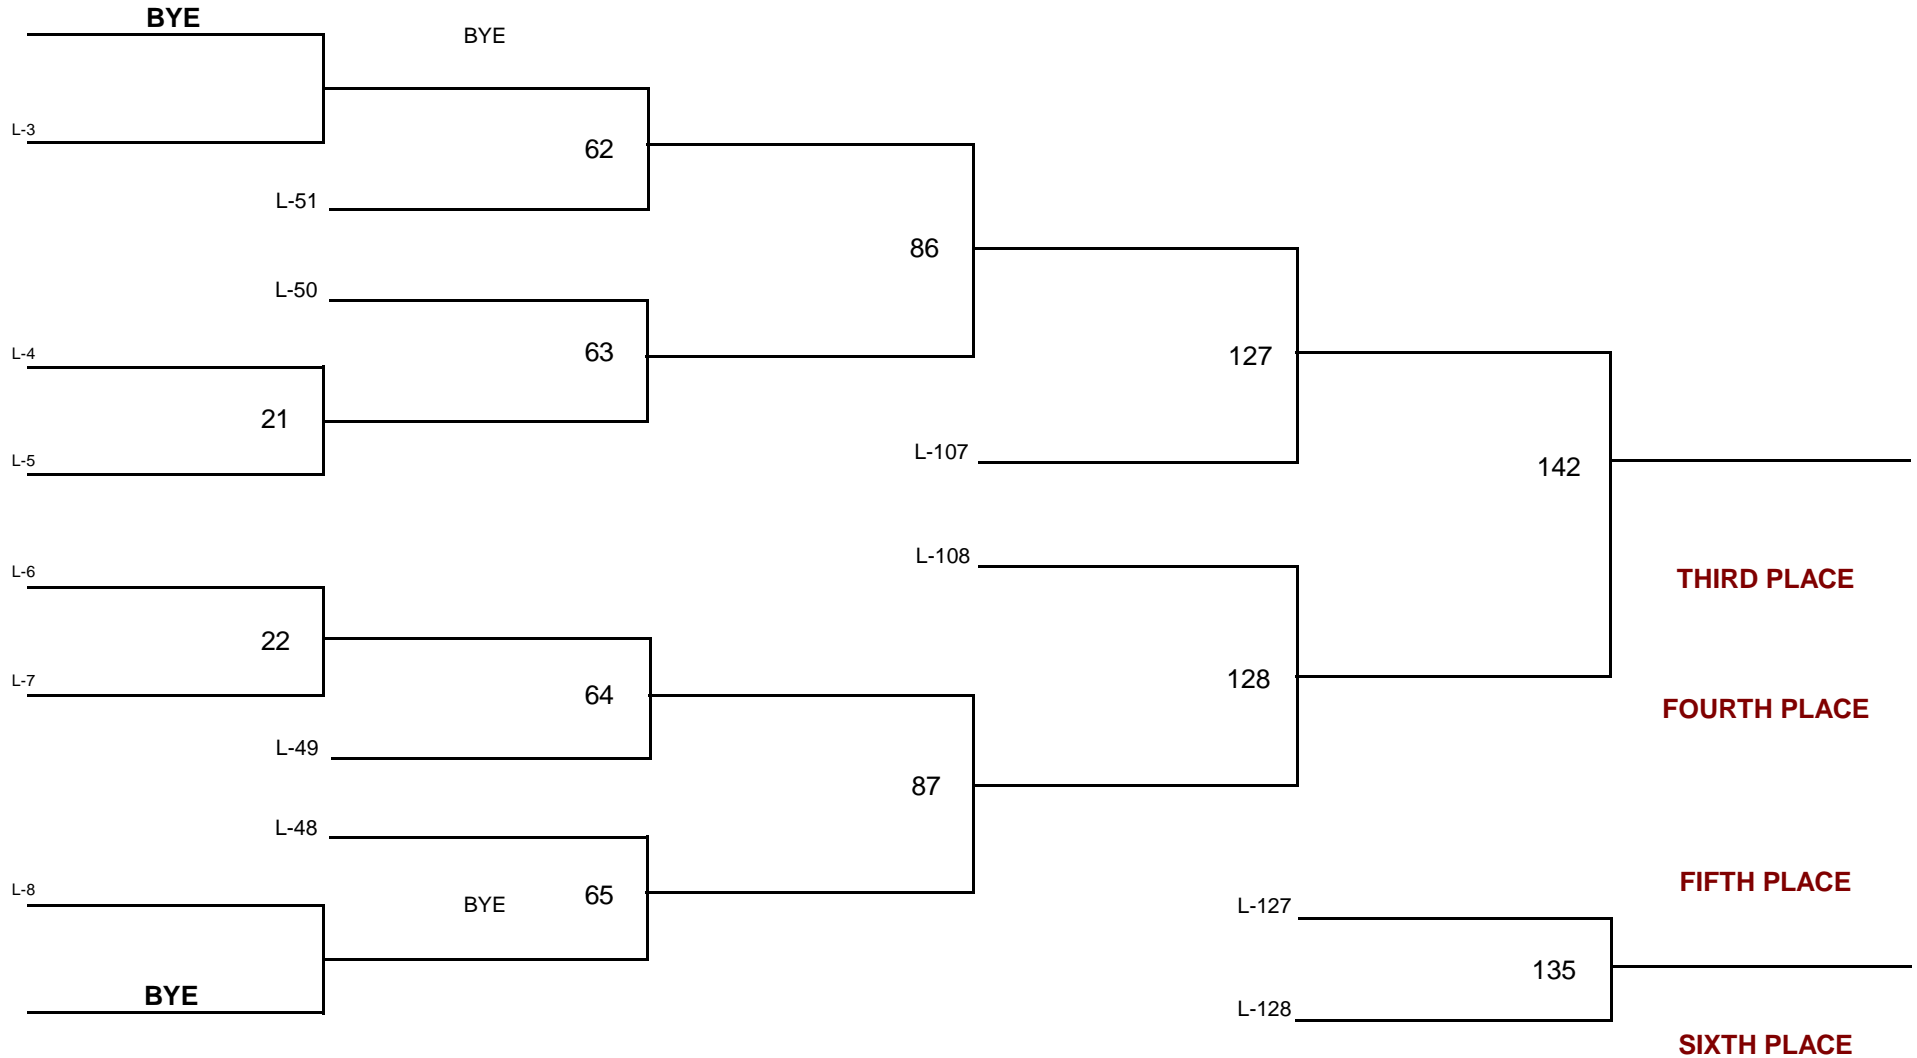 BYE
BYE
L-3
62
L-51
86
L-50
63
L-4
127
21
L-107
L-5
142
L-108
L-6
THIRD PLACE
22
128
L-7
64
FOURTH PLACE
L-49
87
L-48
FIFTH PLACE
L-8
65
BYE
L-127
135
BYE
L-128
SIXTH PLACE